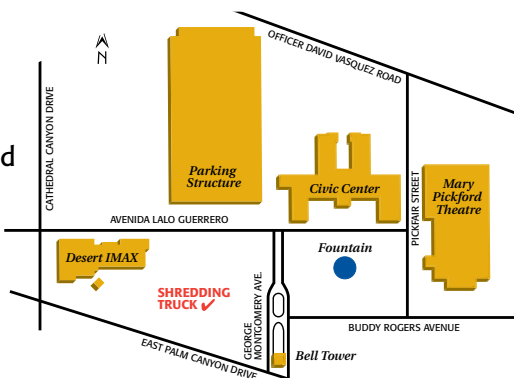 OFFICER DAVID VASQUEZ ROAD
N
CATHEDRAL CANYON DRIVE
d
Parking
Structure
Civic Center
PICKFAIR STREET
Mary
Pickford
Theatre
AVENIDA LALO GUERRERO
Desert IMAX
Fountain
SHREDDING
TRUCK ✓
GEORGE
MONTGOMERY AVE.
BUDDY ROGERS AVENUE
EAST PALM CANYON DRIVE
Bell Tower